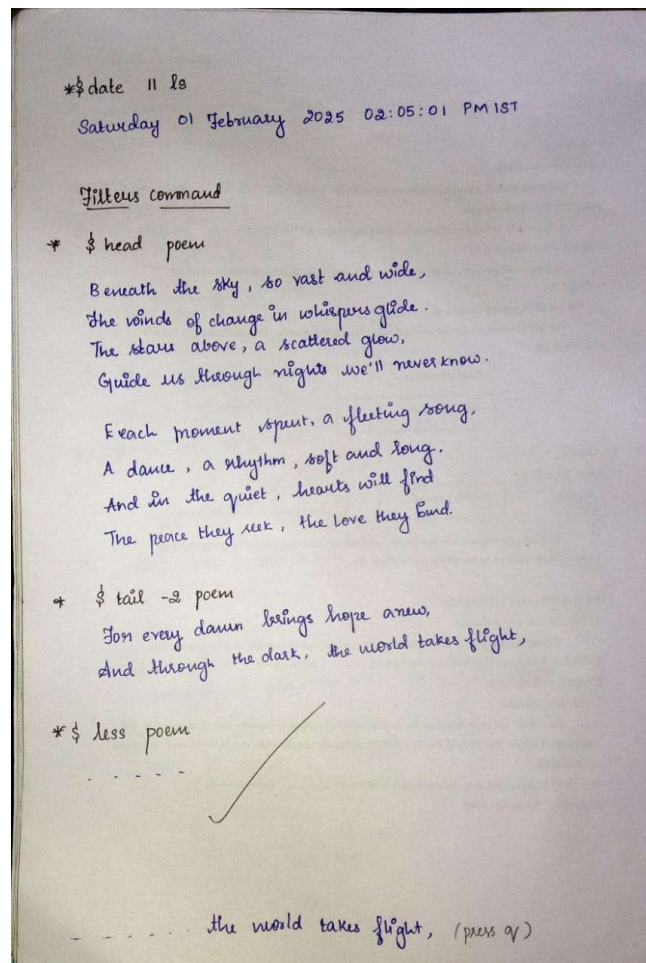 *$ date || ls
Saturday 01 February 2025 02:05:01 PM IST
Filters command
* $ head poem
Beneath the sky, so vast and wide,
The winds of change in whispers glide.
The stars above, a scattered glow,
Guide us through nights we'll never know.
Eeach moment spent, a fleeting song,
A dance, a rhythm, soft and long.
And in the quiet, hearts will find
The peace they seek, the Love they bind.
* $ tail -2 poem
For every dawn brings hope anew,
And through the dark, the world takes flight,
* $ less poem
. . . . . .
- . . . . . . the world takes flight, (press q)